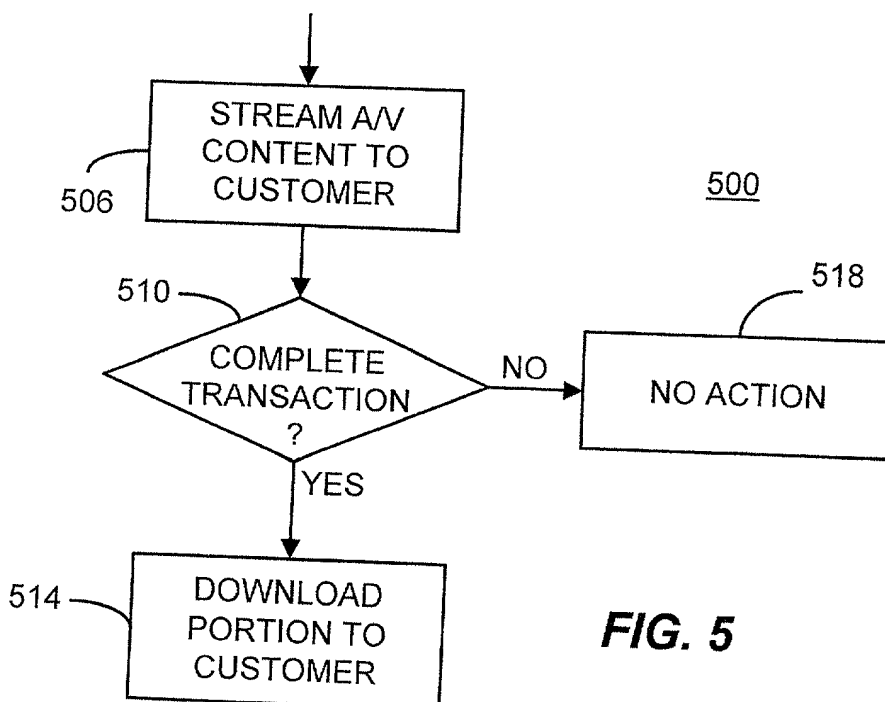 STREAM A/V
CONTENT TO
CUSTOMER
506
500
510
518
COMPLETE
TRANSACTION
?
NO
NO ACTION
YES
514
DOWNLOAD
PORTION TO
CUSTOMER
FIG. 5